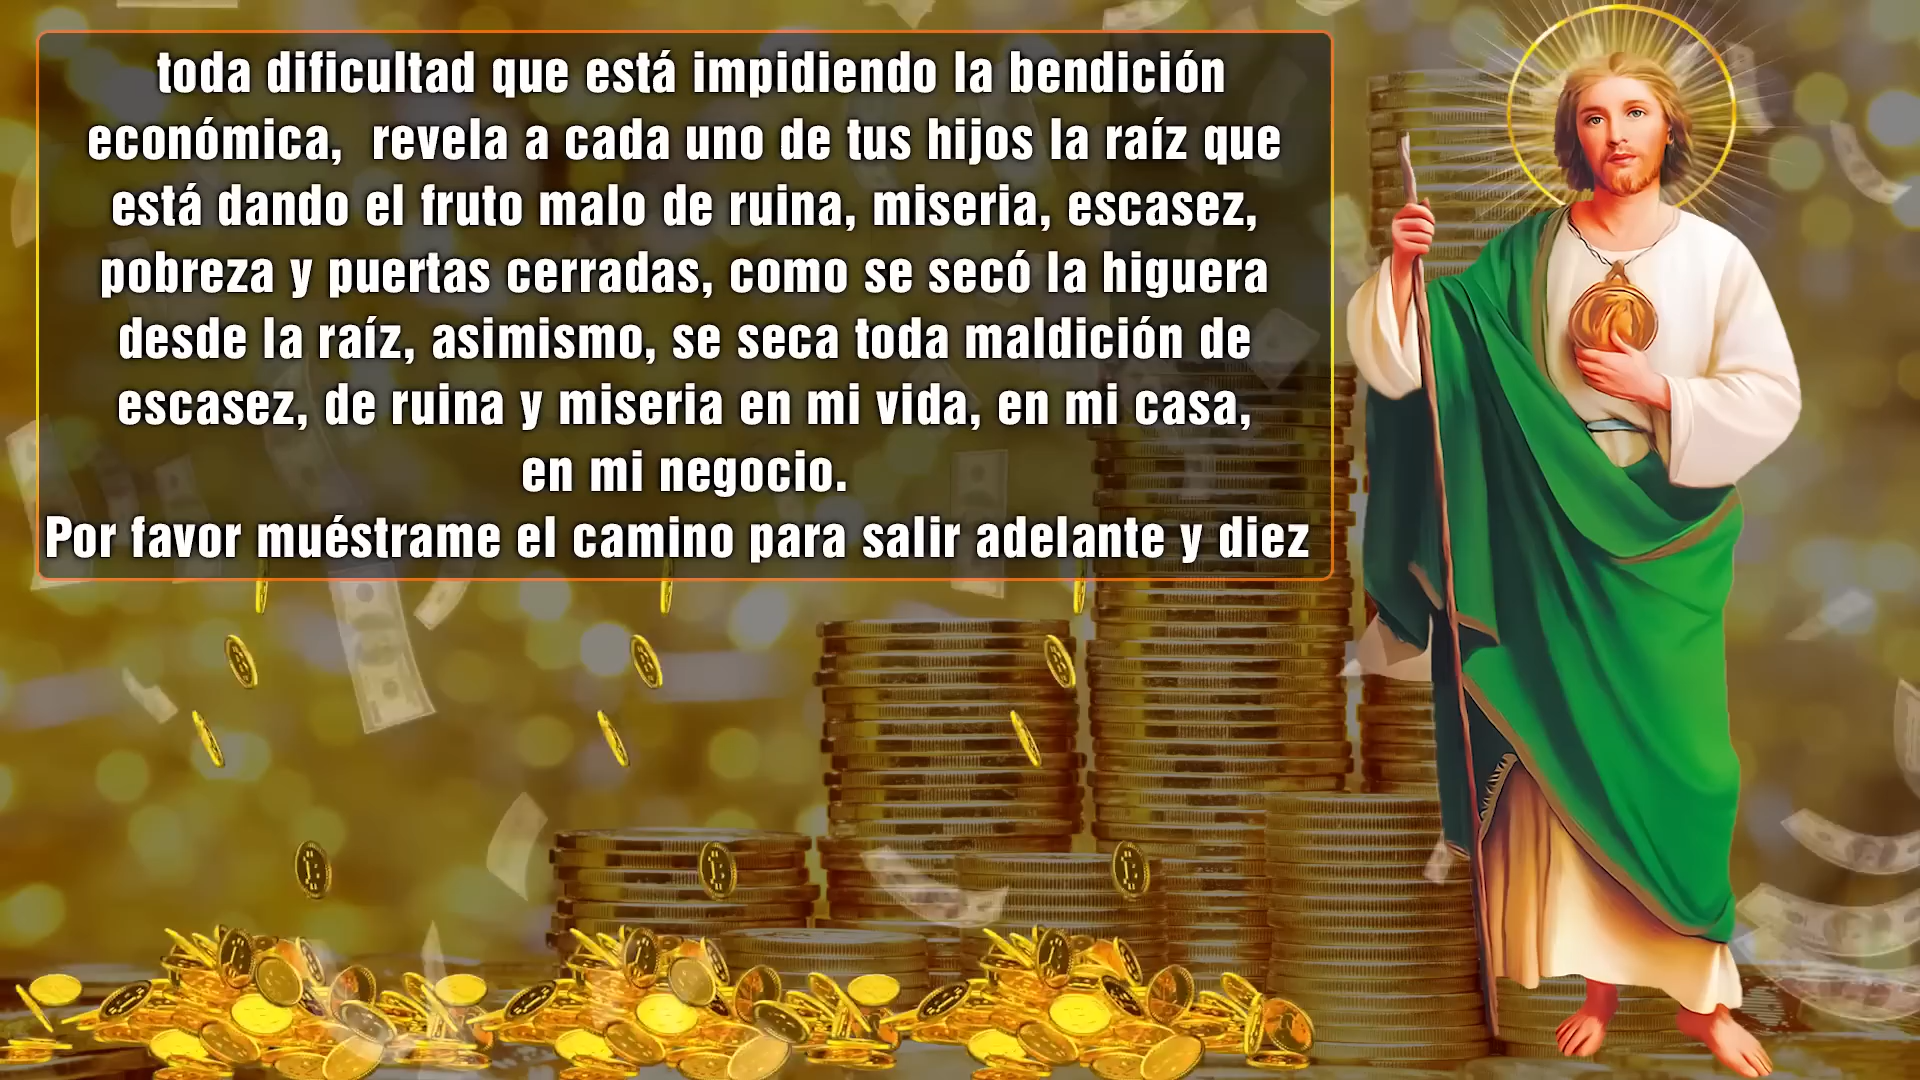 toda dificultad que está impidiendo la bendición
económica,  revela a cada uno de tus hijos la raíz que
está dando el fruto malo de ruina, miseria, escasez,
pobreza y puertas cerradas, como se secó la higuera
desde la raíz, asimismo, se seca toda maldición de
escasez, de ruina y miseria en mi vida, en mi casa,
en mi negocio.
Por favor muéstrame el camino para salir adelante y diez